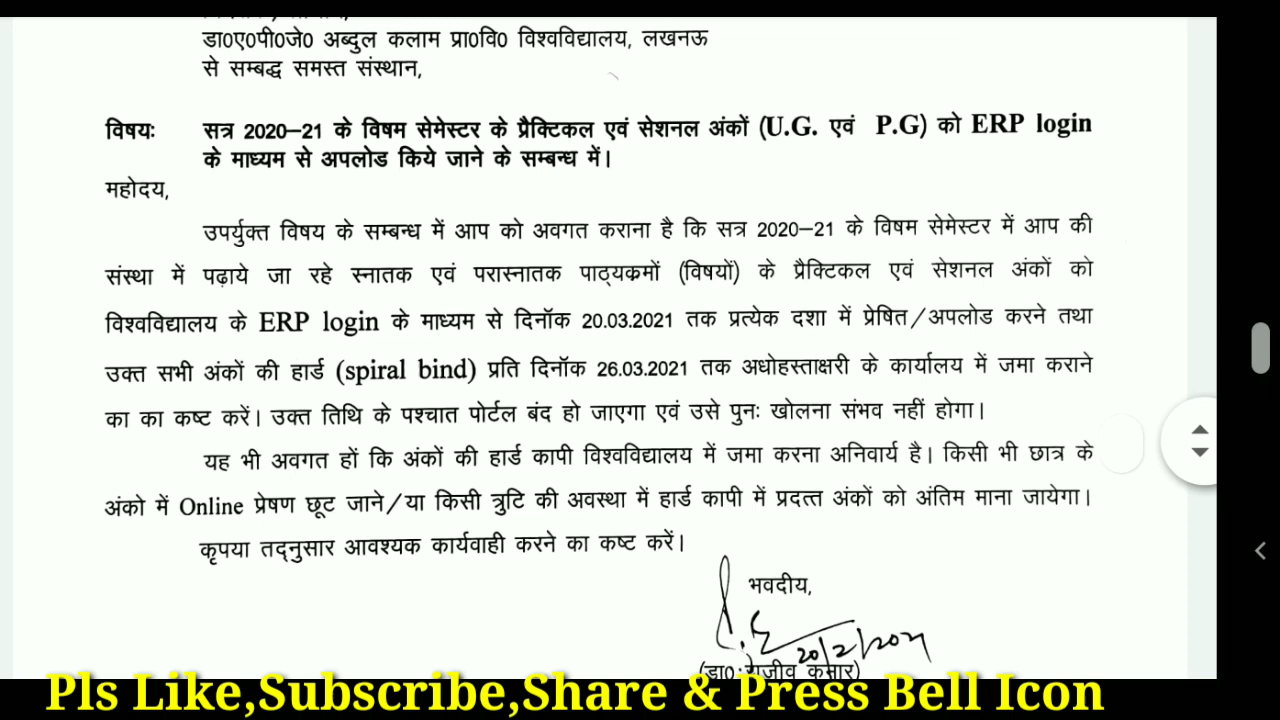 डा0ए0पी0जे0 अब्दुल कलाम प्रा0वि0 विश्वविद्यालय, लखनऊ
से सम्बद्ध समस्त संस्थान,
विषयः सत्र 2020–21 के विषम सेमेस्टर के प्रैक्टिकल एवं सेशनल अंकों (U.G. एवं P.G) को ERP login
के माध्यम से अपलोड किये जाने के सम्बन्ध में।
महोदय,
उपर्युक्त विषय के सम्बन्ध में आप को अवगत कराना है कि सत्र 2020–21 के विषम सेमेस्टर में आप की
संस्था में पढ़ाये जा रहे स्नातक एवं परास्नातक पाठ्यक्रमों (विषयों) के प्रैक्टिकल एवं सेशनल अंकों को
विश्वविद्यालय के ERP login के माध्यम से दिनॉक 20.03.2021 तक प्रत्येक दशा में प्रेषित/अपलोड करने तथा
उक्त सभी अंकों की हार्ड (spiral bind) प्रति दिनॉक 26.03.2021 तक अधोहस्ताक्षरी के कार्यालय में जमा कराने
का का कष्ट करें। उक्त तिथि के पश्चात पोर्टल बंद हो जाएगा एवं उसे पुनः खोलना संभव नहीं होगा।
यह भी अवगत हों कि अंकों की हार्ड कापी विश्वविद्यालय में जमा करना अनिवार्य है। किसी भी छात्र के
अंको में Online प्रेषण छूट जाने/या किसी त्रुटि की अवस्था में हार्ड कापी में प्रदत्त अंकों को अंतिम माना जायेगा।
कृपया तद्नुसार आवश्यक कार्यवाही करने का कष्ट करें।
भवदीय,
20/2/2021
(डा0 राजीव कुमार)
Pls Like,Subscribe,Share & Press Bell Icon